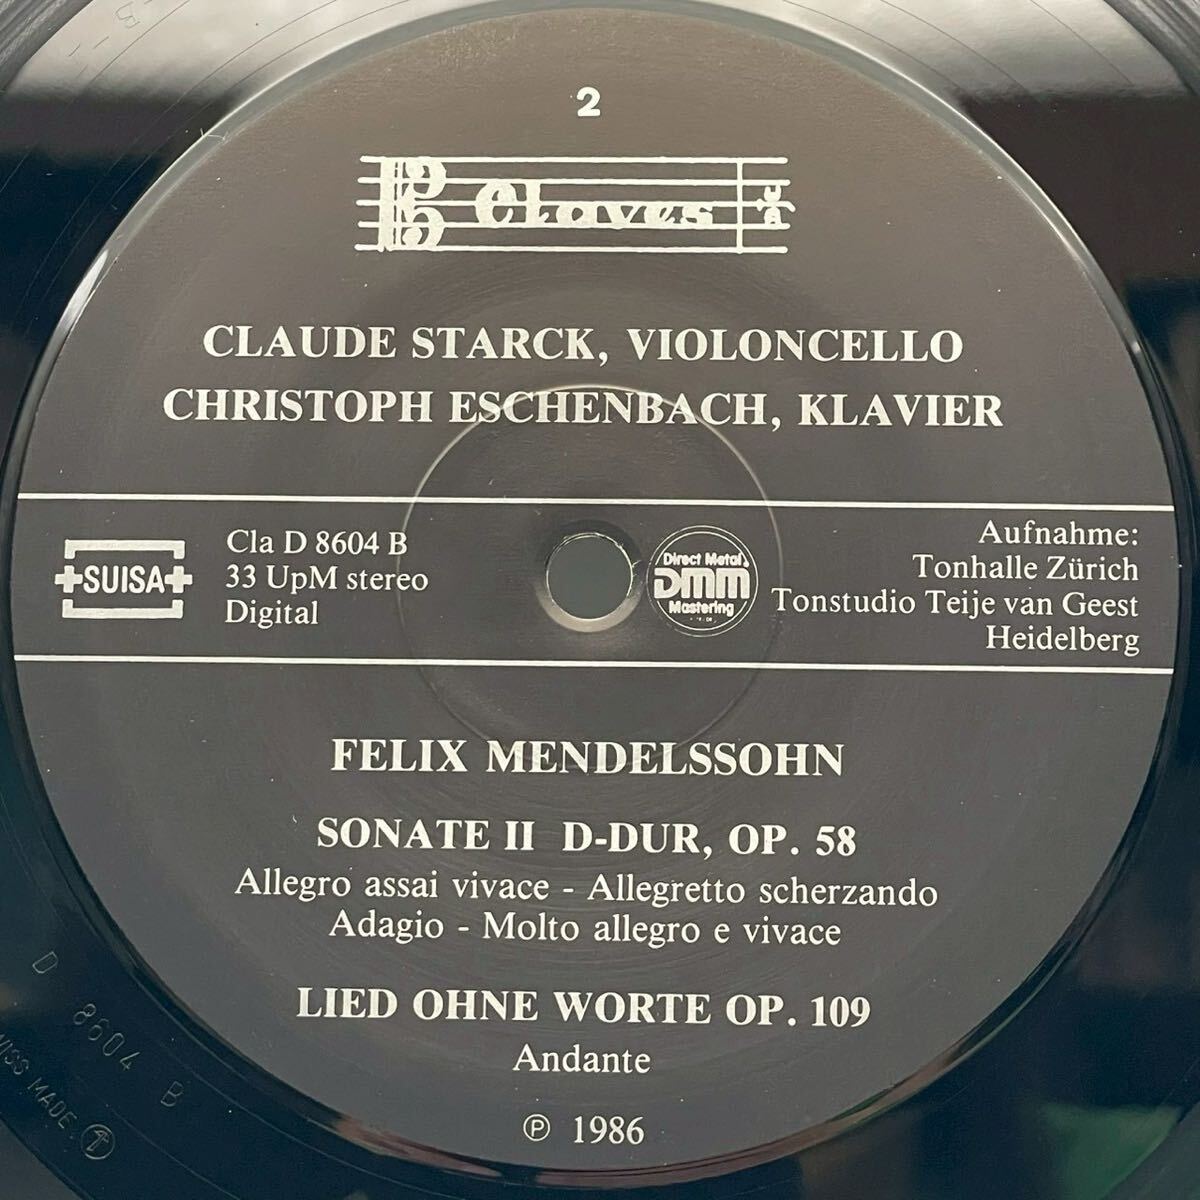 2
Claves
CLAUDE STARCK, VIOLONCELLO
CHRISTOPH ESCHENBACH, KLAVIER
SUISA
Cla D 8604 B
33 UpM stereo
Digital
Direct Metal
DMM
Mastering
Aufnahme:
Tonhalle Zürich
Tonstudio Teije van Geest
Heidelberg
FELIX MENDELSSOHN
SONATE II D-DUR, OP. 58
Allegro assai vivace - Allegretto scherzando
Adagio - Molto allegro e vivace
LIED OHNE WORTE OP. 109
Andante
℗ 1986
D 8604 B
MADE